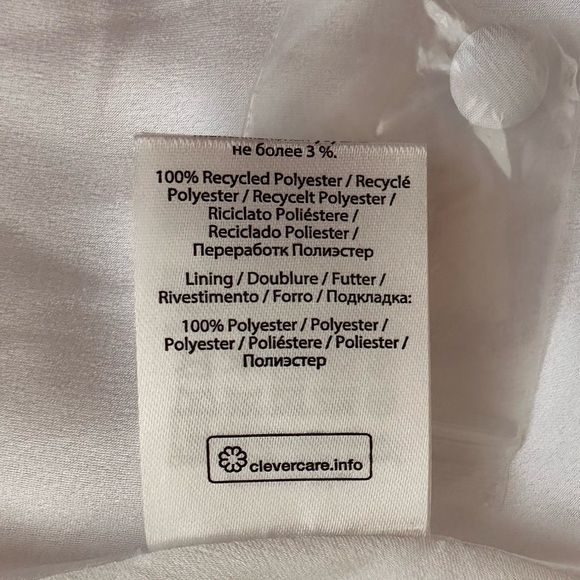 не более 3 %.
100% Recycled Polyester / Recyclé
Polyester / Recycelt Polyester /
Riciclato Poliéstere /
Reciclado Poliester /
Переработк Полиэстер
Lining / Doublure / Futter /
Rivestimento / Forro / Подкладка:
100% Polyester / Polyester /
Polyester / Poliéstere / Poliester /
Полиэстер
clevercare.info